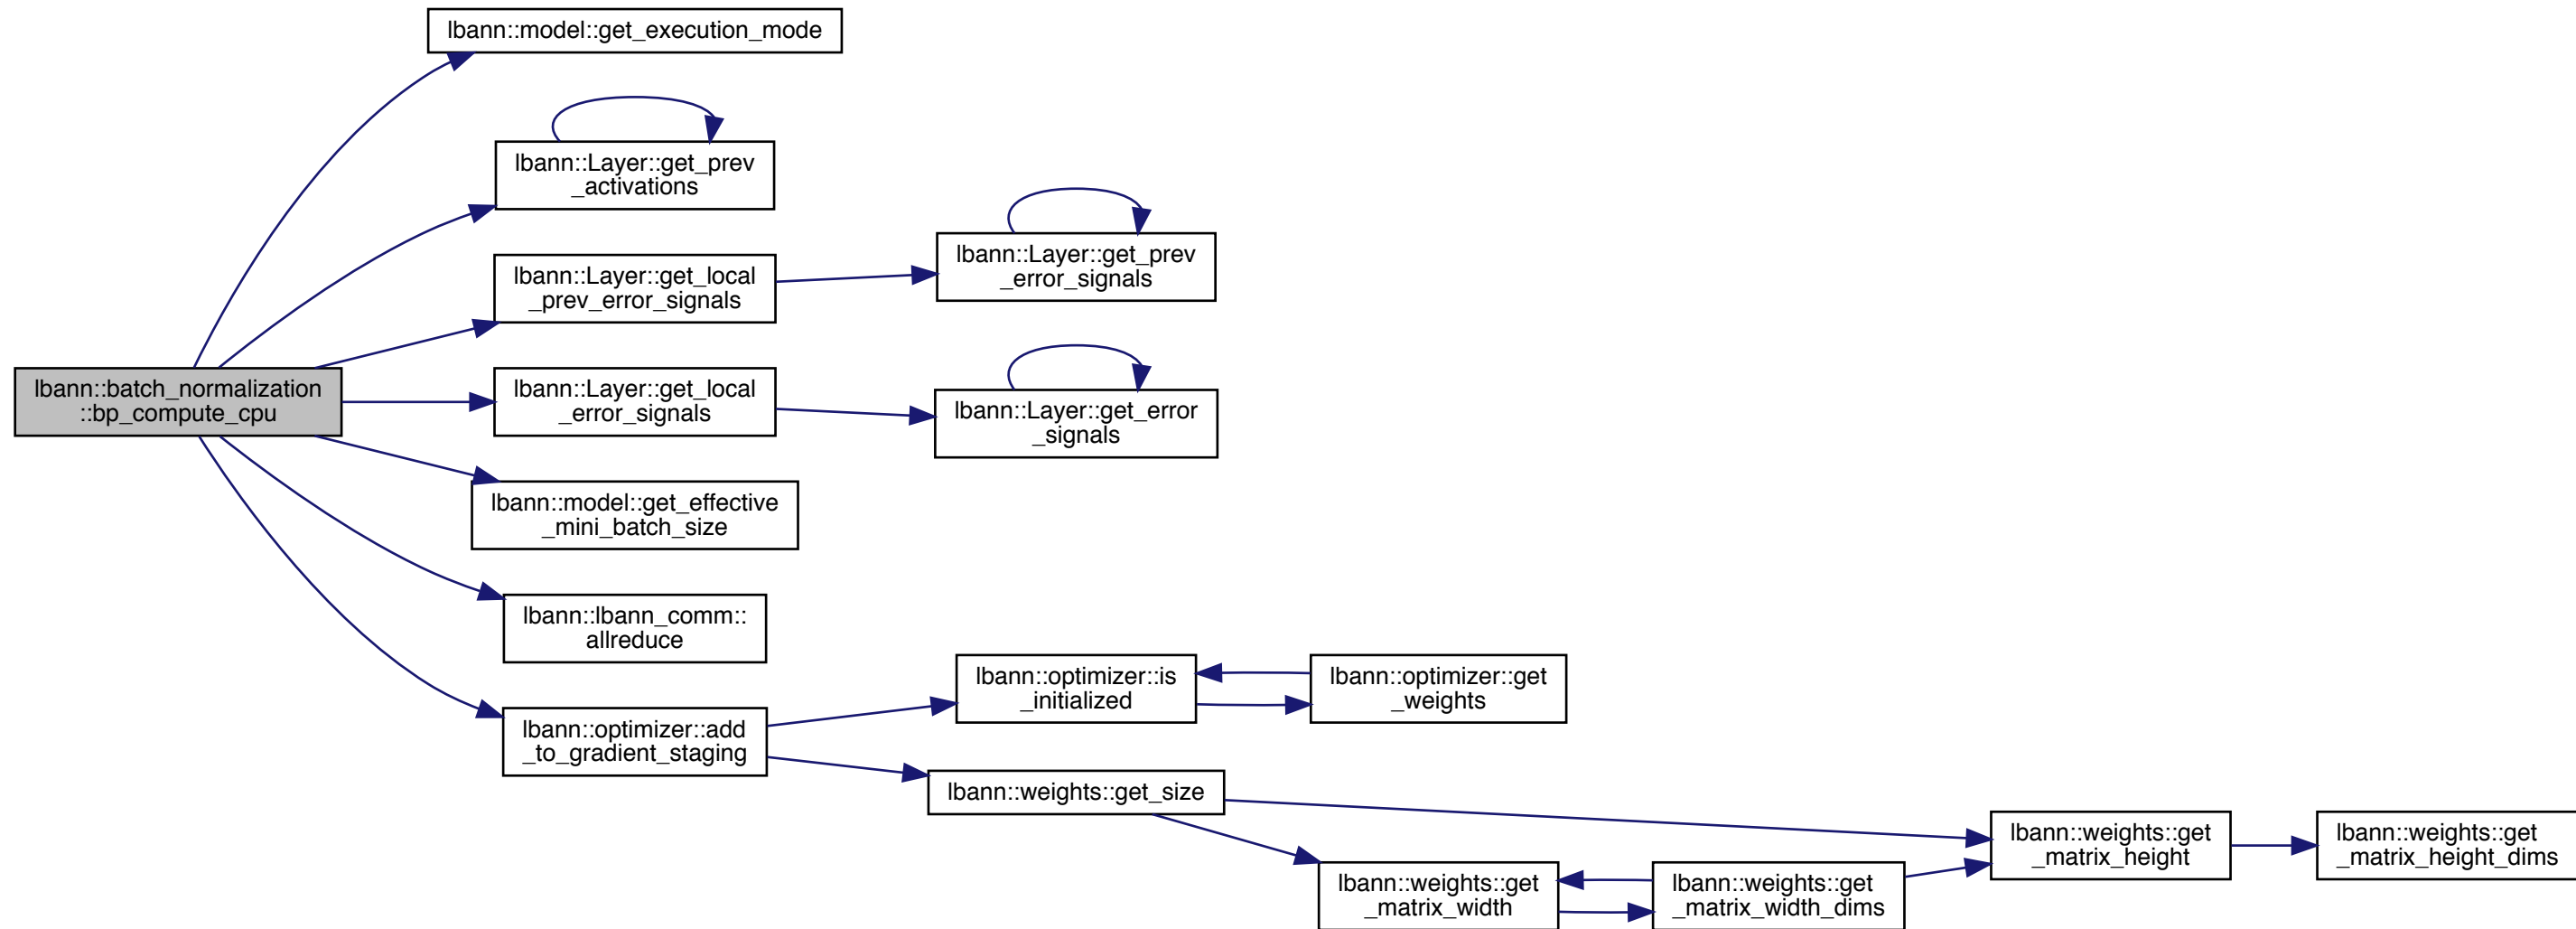 lbann::model::get_execution_mode
lbann::Layer::get_prev
_activations
lbann::Layer::get_local
_prev_error_signals
lbann::Layer::get_prev
_error_signals
lbann::batch_normalization
::bp_compute_cpu
lbann::Layer::get_local
_error_signals
lbann::Layer::get_error
_signals
lbann::model::get_effective
_mini_batch_size
lbann::lbann_comm::
allreduce
lbann::optimizer::add
_to_gradient_staging
lbann::optimizer::is
_initialized
lbann::optimizer::get
_weights
lbann::weights::get_size
lbann::weights::get
_matrix_width
lbann::weights::get
_matrix_width_dims
lbann::weights::get
_matrix_height
lbann::weights::get
_matrix_height_dims